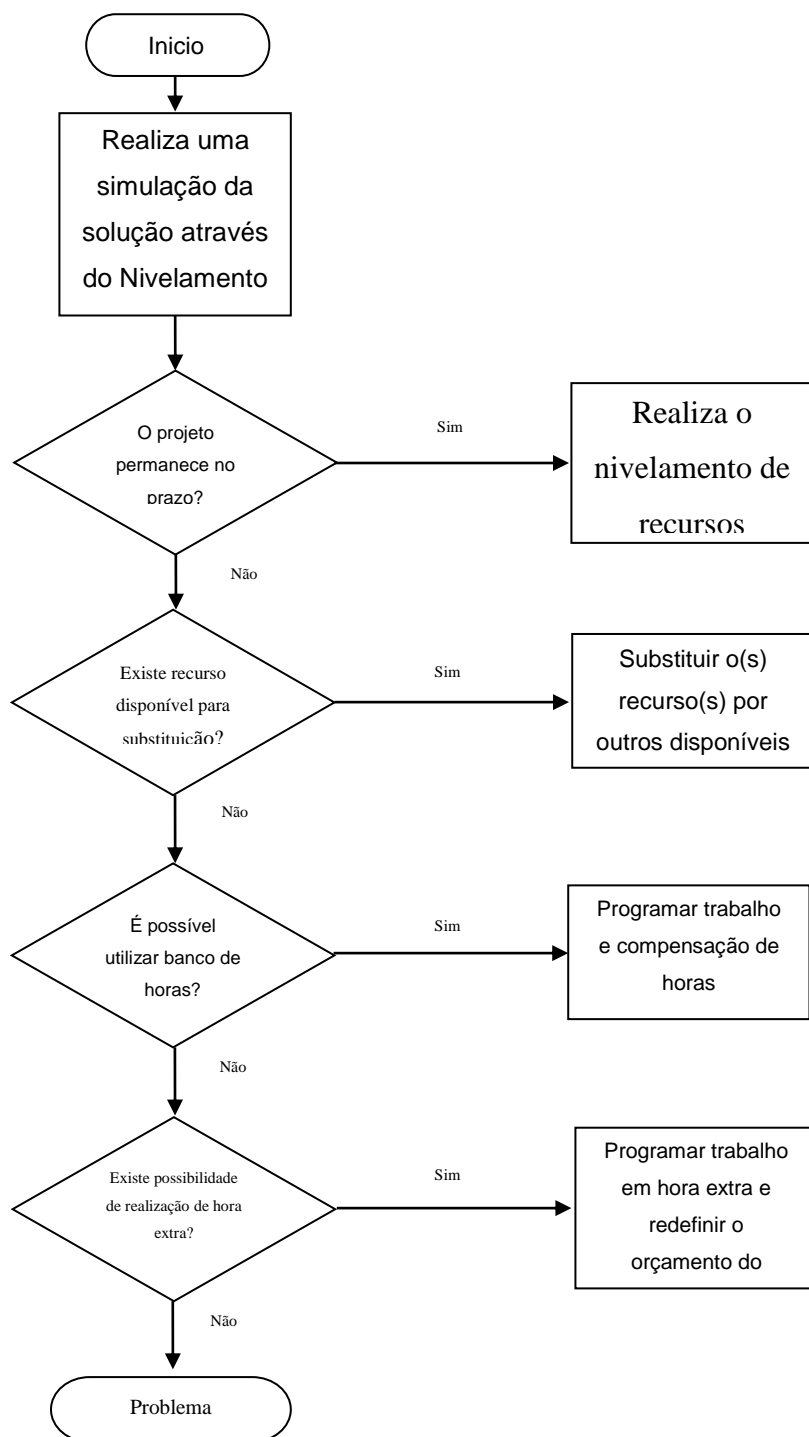 Inicio
Realiza uma
simulação da
solução através
do Nivelamento
O projeto
permanece no
prazo?
Sim
Realiza o
nivelamento de
recursos
Não
Existe recurso
disponível para
substituição?
Sim
Substituir o(s)
recurso(s) por
outros disponíveis
Não
É possível
utilizar banco de
horas?
Sim
Programar trabalho
e compensação de
horas
Não
Existe possibilidade
de realização de hora
extra?
Sim
Programar trabalho
em hora extra e
redefinir o
orçamento do
Não
Problema